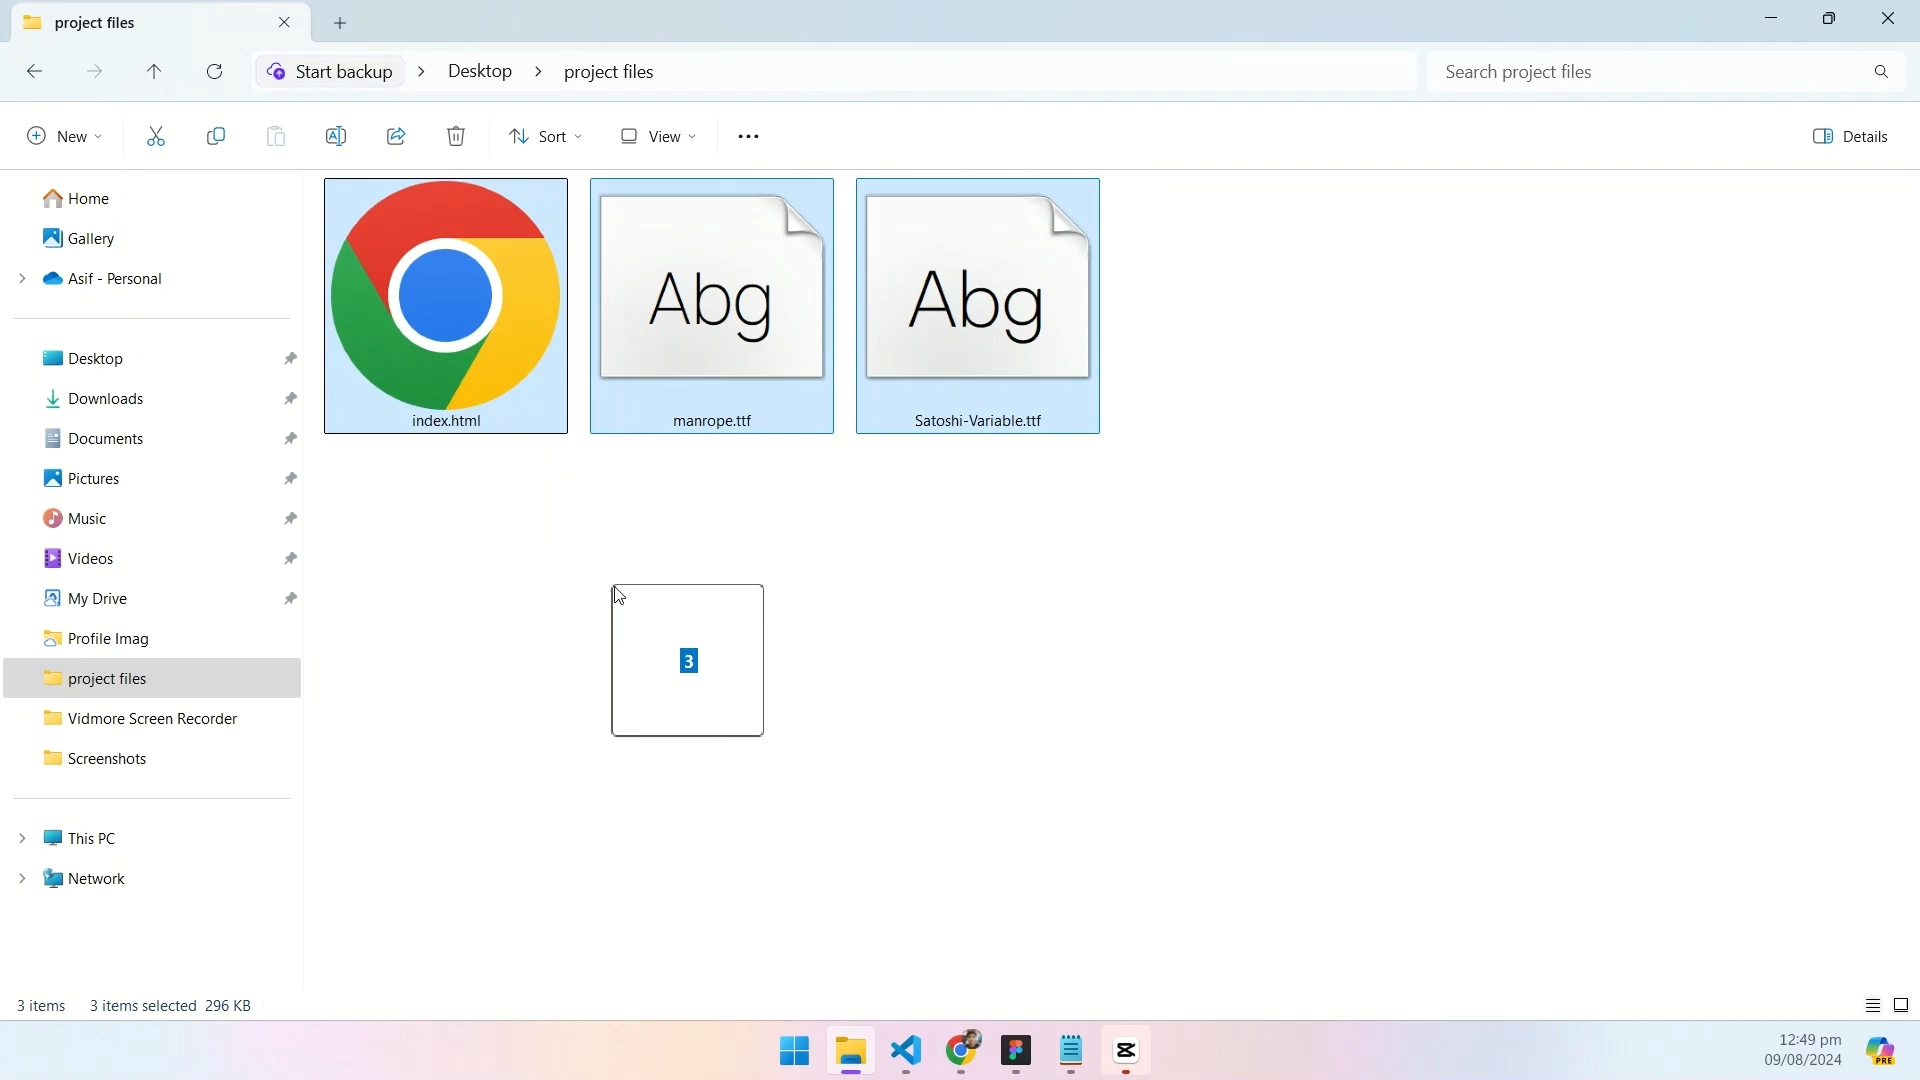 project files
Start backup
Desktop
project files
Search project files
New
Sort
View
Details
Home
Gallery
Asif - Personal
Desktop
Downloads
Documents
Pictures
Music
Videos
My Drive
Profile Imag
project files
Vidmore Screen Recorder
Screenshots
This PC
Network
Abg
Abg
index.html
manrope.ttf
Satoshi-Variable.ttf
3
3 items
3 items selected 296 KB
12:49 pm
09/08/2024
PRE